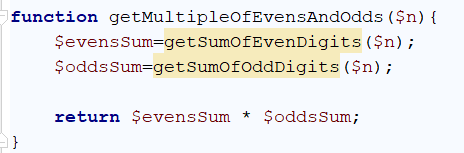 function getMultipleOfEvensAndOdds($n){
    $evensSum=getSumOfEvenDigits($n);
    $oddsSum=getSumOfOddDigits($n);

    return $evensSum * $oddsSum;
}